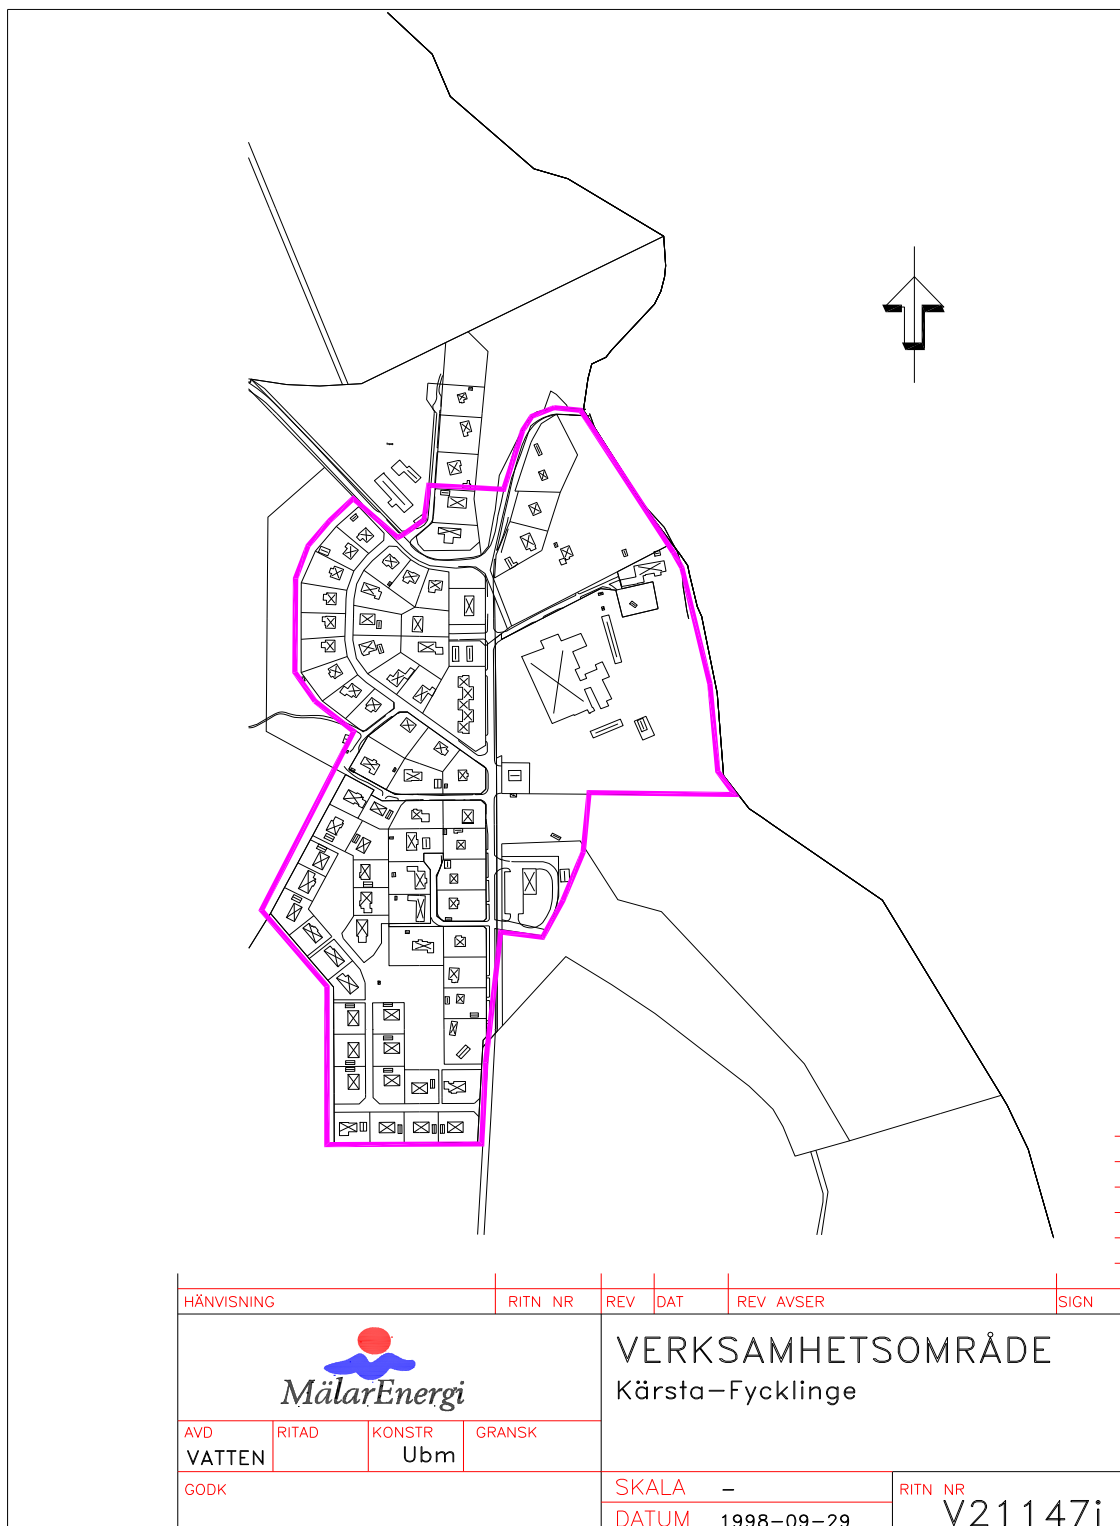 HÄNVISNING RITN NR REV DAT REV AVSER SIGN
MälarEnergi
VERKSAMHETSOMRÅDE
Kärsta-Fycklinge
AVD RITAD KONSTR GRANSK
VATTEN Ubm
GODK
SKALA -
DATUM 1998-09-29
RITN NR
V21147i